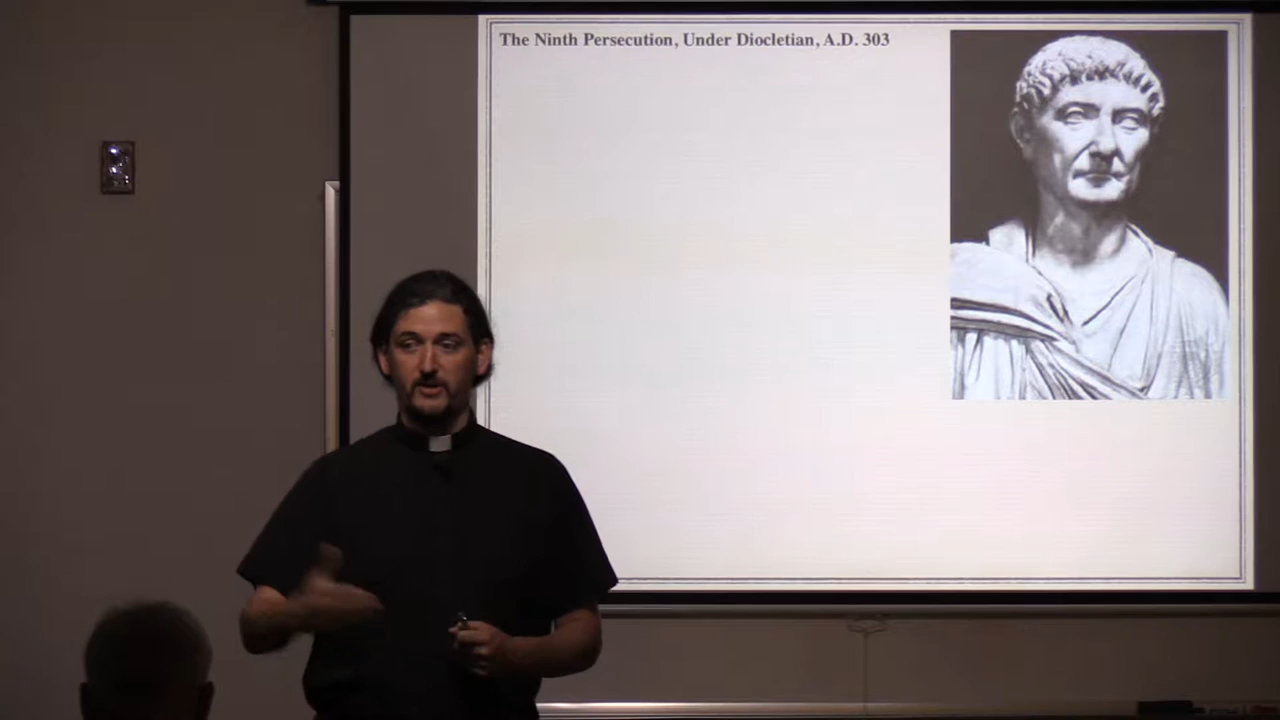 The Ninth Persecution, Under Diocletian, A.D. 303